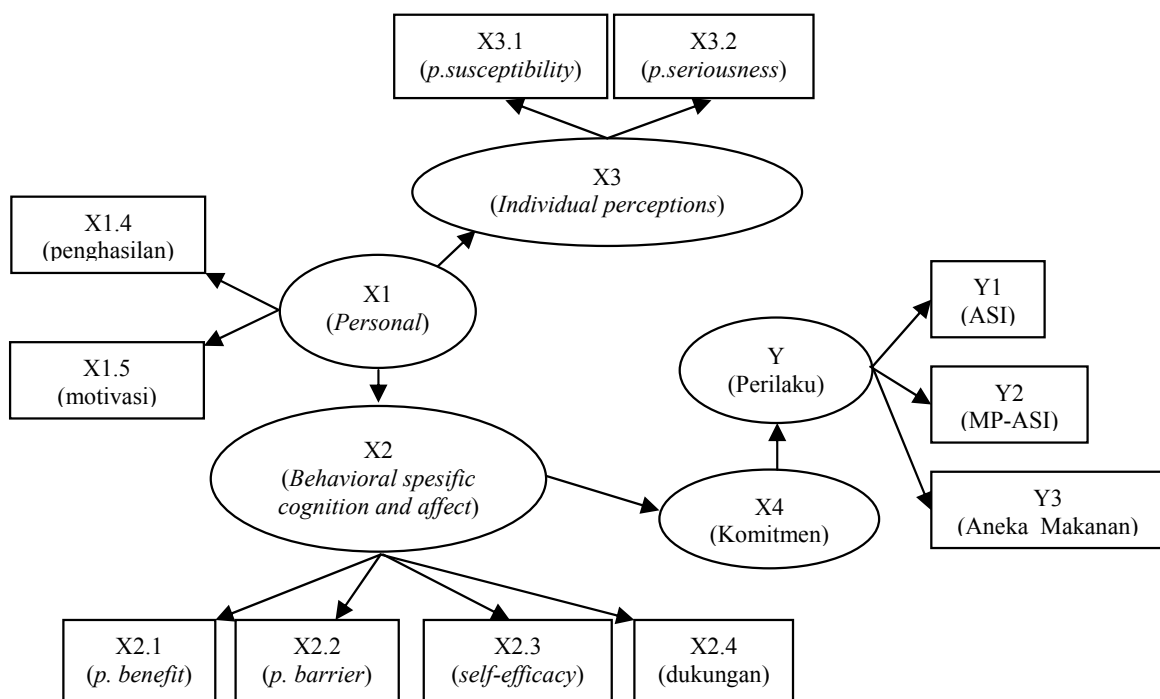 X3.1
(p.susceptibility)
X3.2
(p.seriousness)
X3
(Individual perceptions)
X1.4
(penghasilan)
X1
(Personal)
X1.5
(motivasi)
Y1
(ASI)
Y
(Perilaku)
Y2
(MP-ASI)
X2
(Behavioral spesific
cognition and affect)
X4
(Komitmen)
Y3
(Aneka Makanan)
X2.1
(p. benefit)
X2.2
(p. barrier)
X2.3
(self-efficacy)
X2.4
(dukungan)